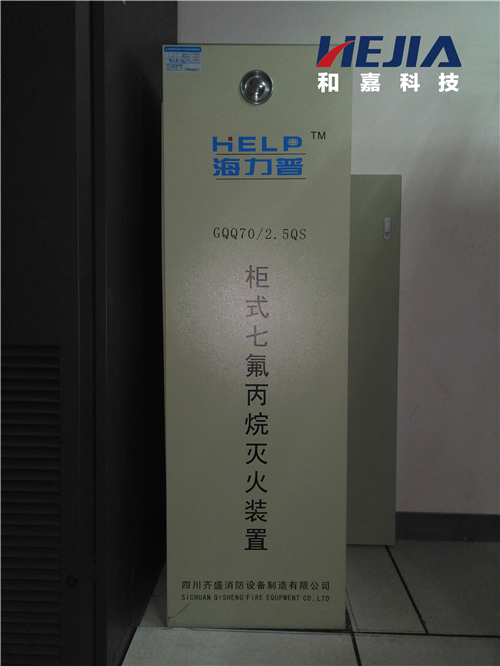 HEJIA
和嘉科技
HELP TM
海力普
GQQ70/2.5QS
柜式七氟丙烷灭火装置
四川齐盛消防设备制造有限公司
SICHUAN QISHENG FIRE EQUIPMENT CO.LTD